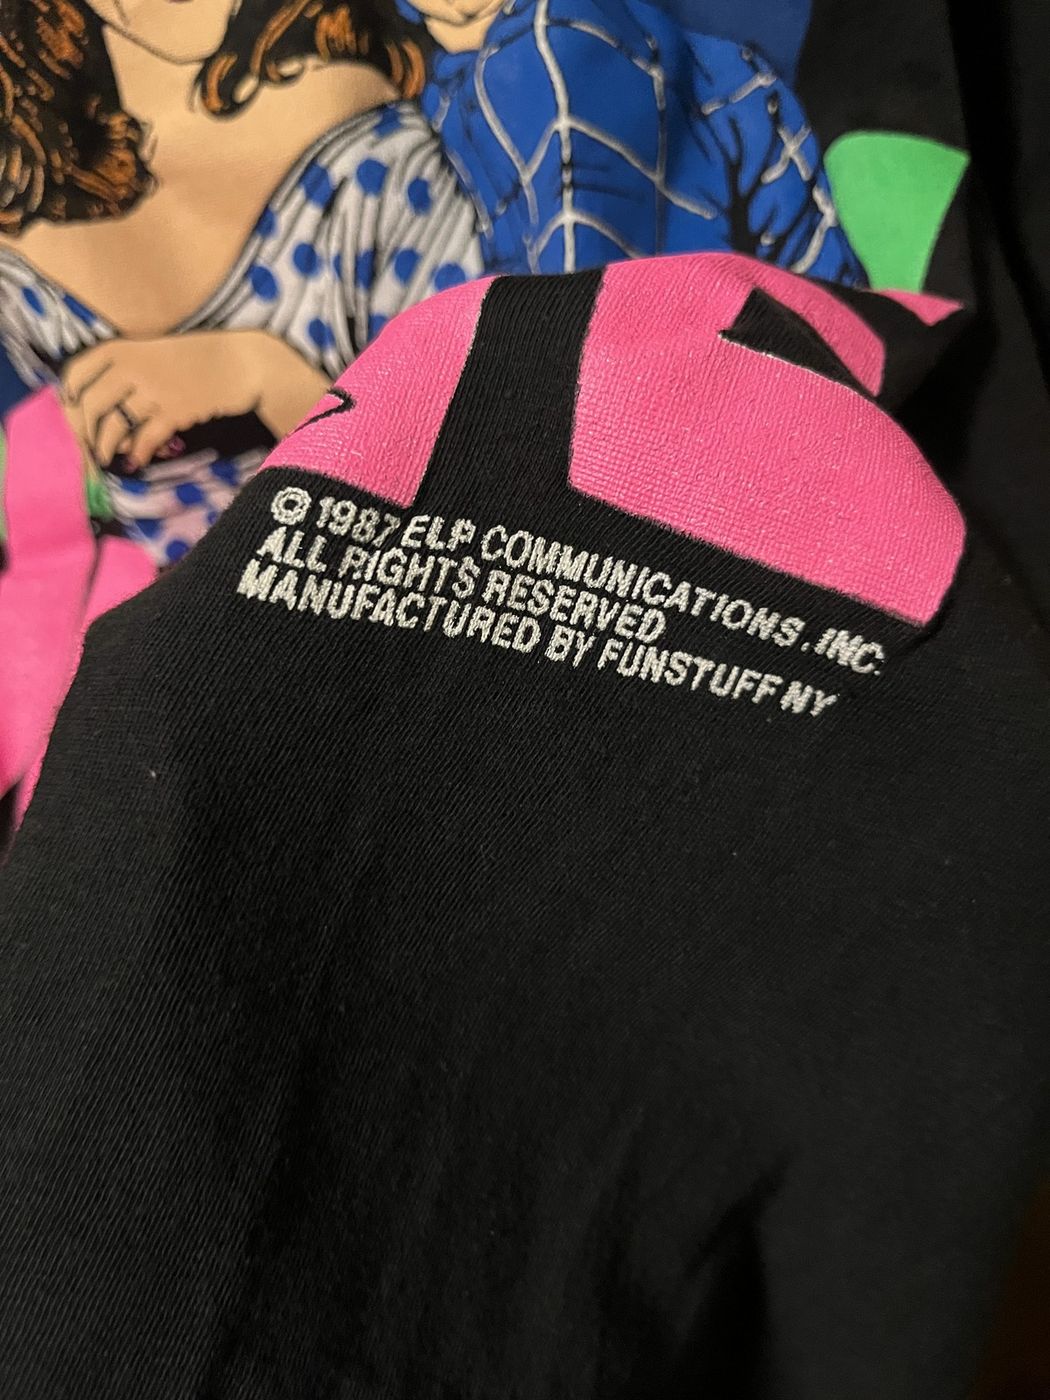 © 1987 ELP COMMUNICATIONS, INC.
ALL RIGHTS RESERVED
MANUFACTURED BY FUNSTUFF NY